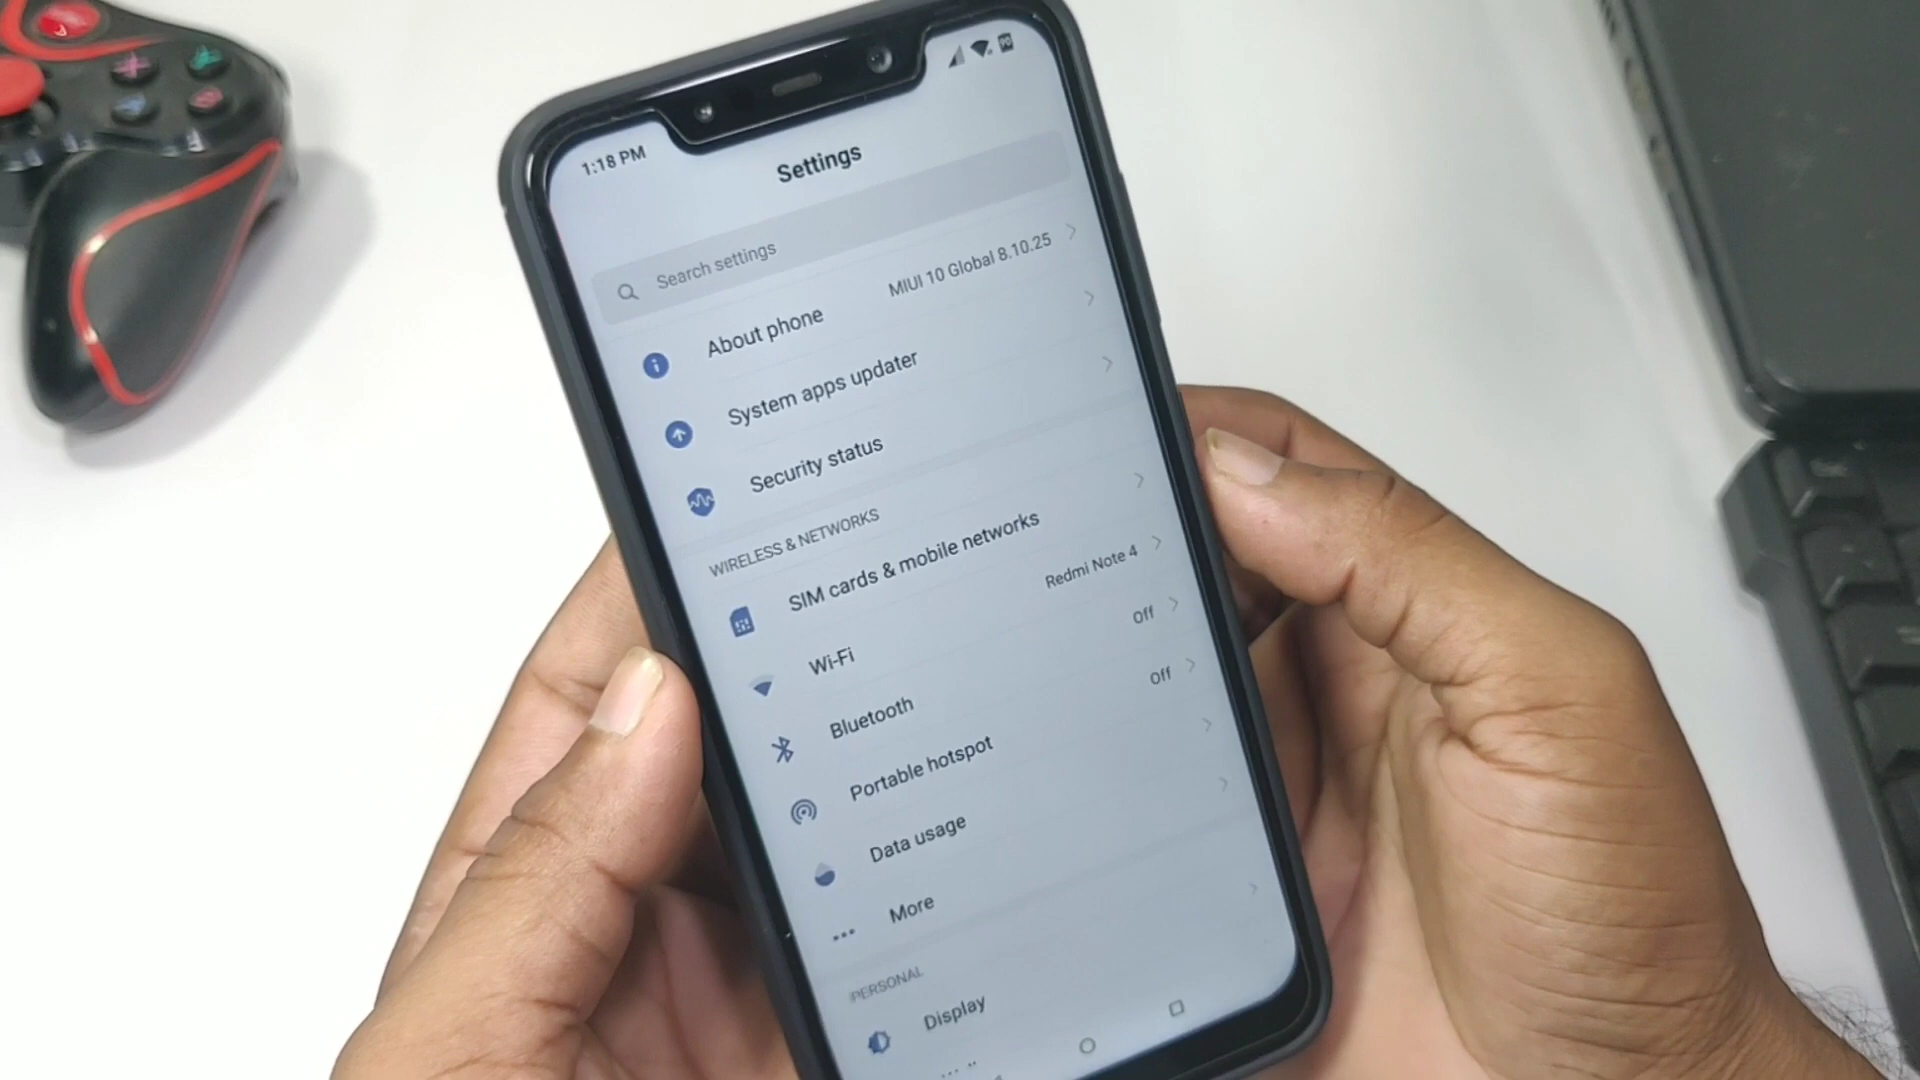 1:18 PM
Settings
Search settings
About phone MIUI 10 Global 8.10.25
System apps updater
Security status
WIRELESS & NETWORKS
SIM cards & mobile networks
Wi-Fi Redmi Note 4
Bluetooth Off
Portable hotspot Off
Data usage
More
PERSONAL
Display